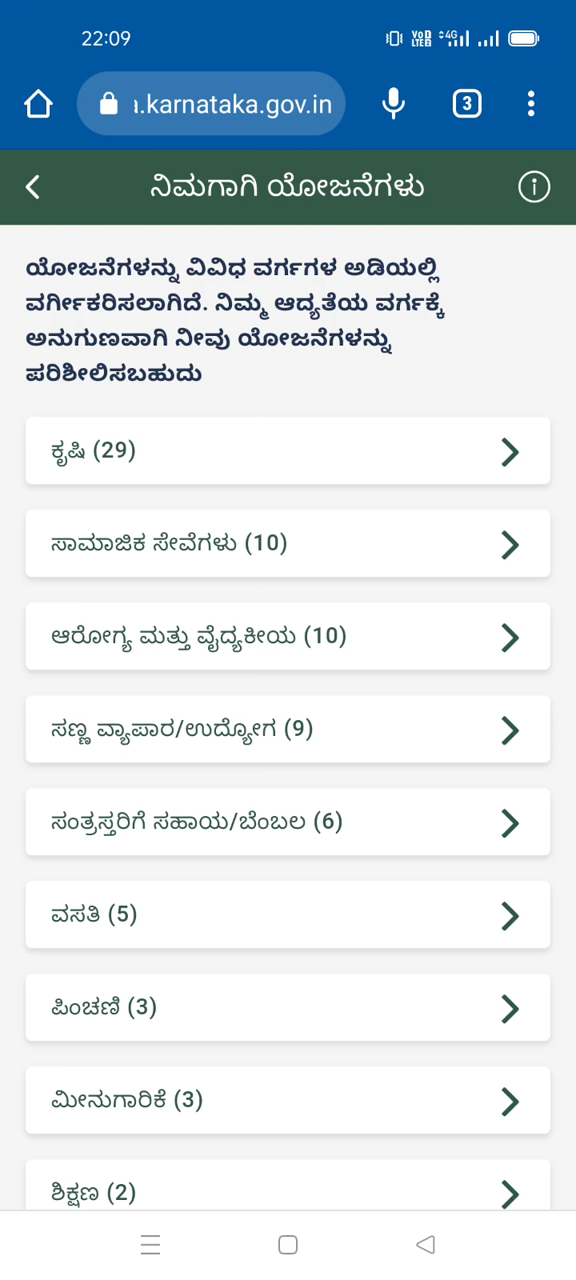 22:09
VoD
LTE2
4G
ı.karnataka.gov.in
3
ನಿಮಗಾಗಿ ಯೋಜನೆಗಳು
ಯೋಜನೆಗಳನ್ನು ವಿವಿಧ ವರ್ಗಗಳ ಅಡಿಯಲ್ಲಿ
ವರ್ಗೀಕರಿಸಲಾಗಿದೆ. ನಿಮ್ಮ ಆದ್ಯತೆಯ ವರ್ಗಕ್ಕೆ
ಅನುಗುಣವಾಗಿ ನೀವು ಯೋಜನೆಗಳನ್ನು
ಪರಿಶೀಲಿಸಬಹುದು
ಕೃಷಿ (29)
ಸಾಮಾಜಿಕ ಸೇವೆಗಳು (10)
ಆರೋಗ್ಯ ಮತ್ತು ವೈದ್ಯಕೀಯ (10)
ಸಣ್ಣ ವ್ಯಾಪಾರ/ಉದ್ಯೋಗ (9)
ಸಂತ್ರಸ್ತರಿಗೆ ಸಹಾಯ/ಬೆಂಬಲ (6)
ವಸತಿ (5)
ಪಿಂಚಣಿ (3)
ಮೀನುಗಾರಿಕೆ (3)
ಶಿಕ್ಷಣ (2)